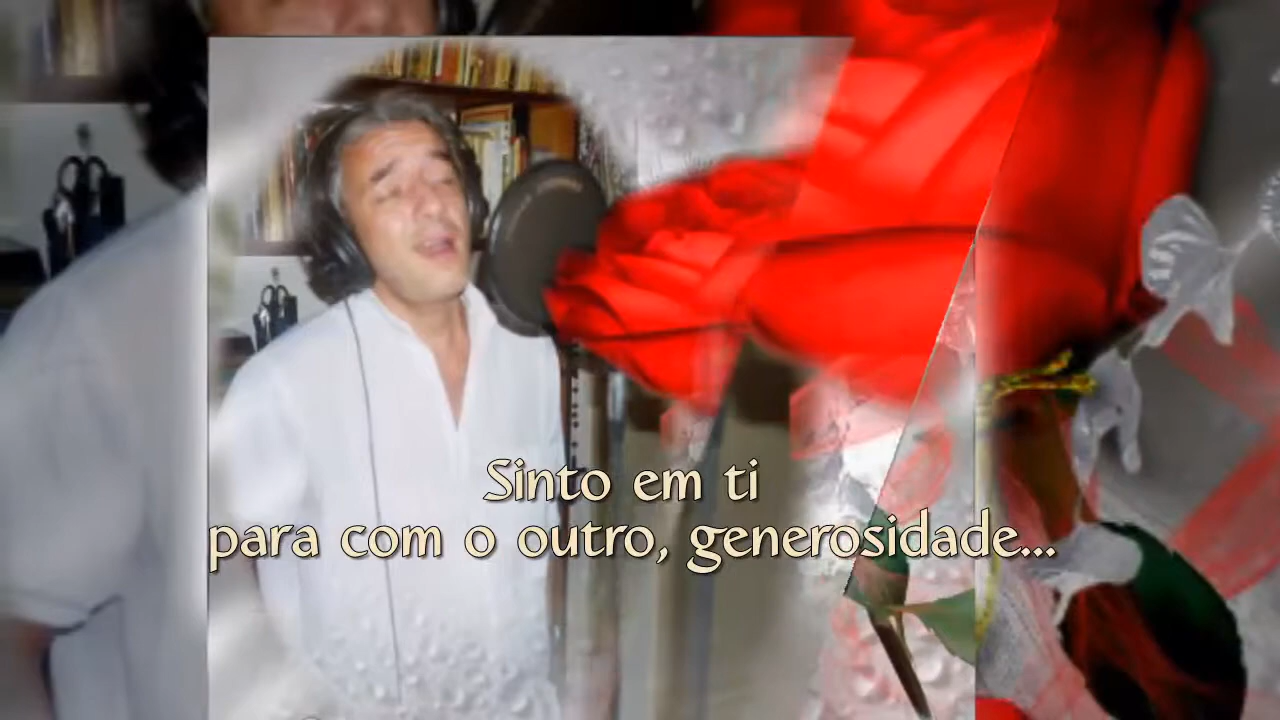 Sinto em ti
para com o outro, generosidade...